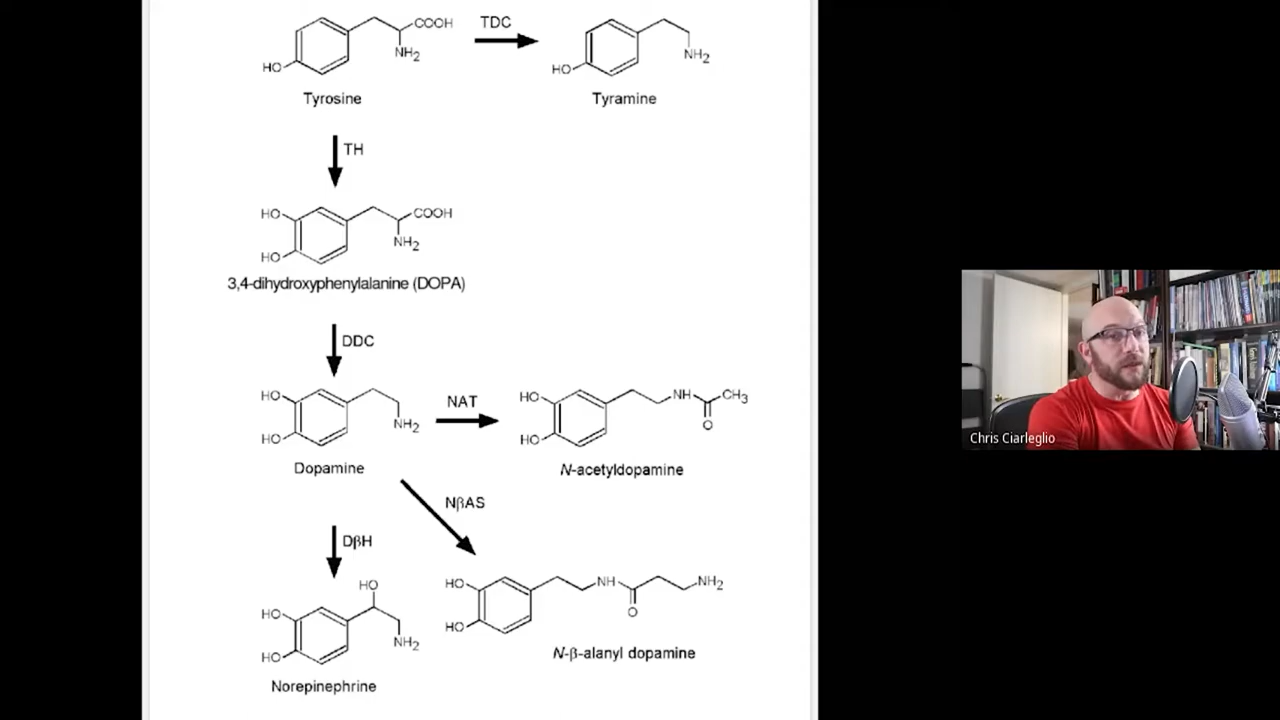 COOH
NH2
HO
Tyrosine
TDC
NH2
HO
Tyramine
TH
HO
HO
COOH
NH2
3,4-dihydroxyphenylalanine (DOPA)
DDC
HO
HO
NH2
Dopamine
NAT
HO
HO
NH
CH3
O
N-acetyldopamine
NβAS
DβH
HO
HO
HO
NH2
Norepinephrine
HO
HO
NH
O
NH2
N-β-alanyl dopamine
Chris Ciarleglio